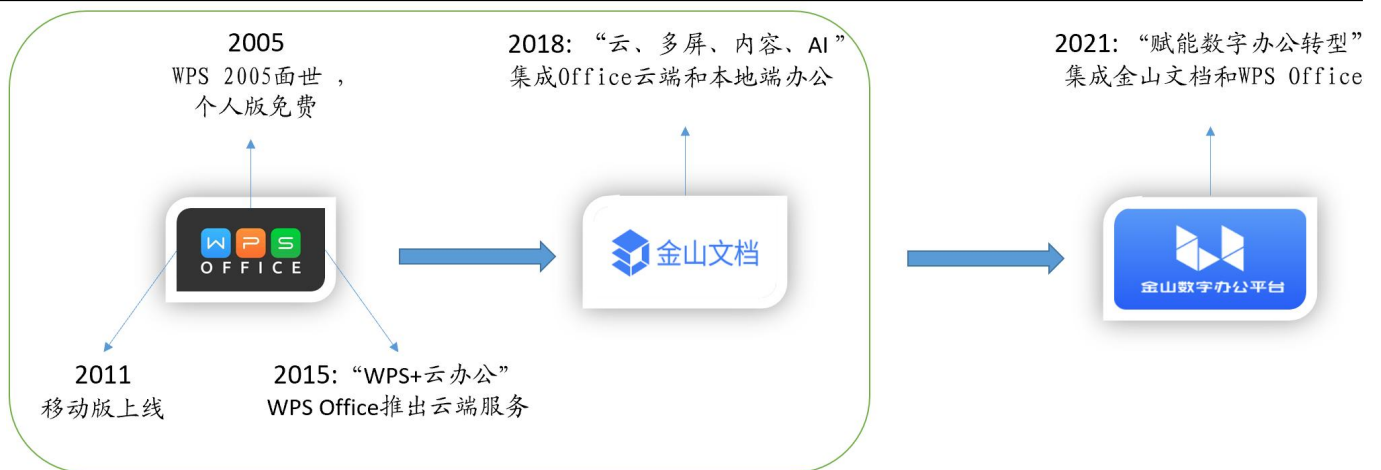 2005
WPS 2005面世 ，
个人版免费
2018: “云、多屏、内容、AI ”
集成Office云端和本地端办公
2021: “赋能数字办公转型”
集成金山文档和WPS Office
WPS
OFFICE
金山文档
金山数字办公平台
2011
移动版上线
2015:“WPS+云办公”
WPS Office推出云端服务